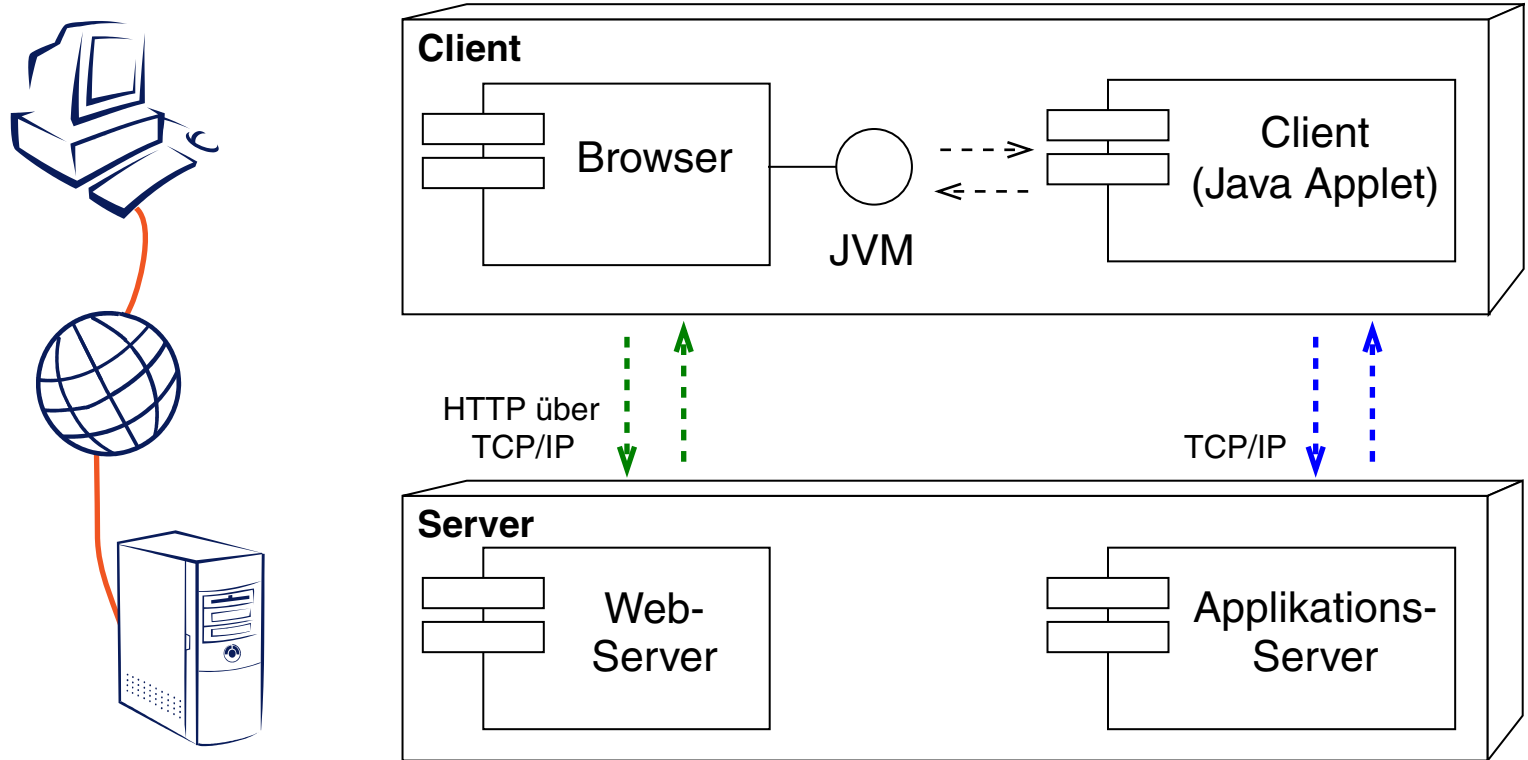 Client
Browser
JVM
Client
(Java Applet)
HTTP über
TCP/IP
TCP/IP
Server
Web-
Server
Applikations-
Server